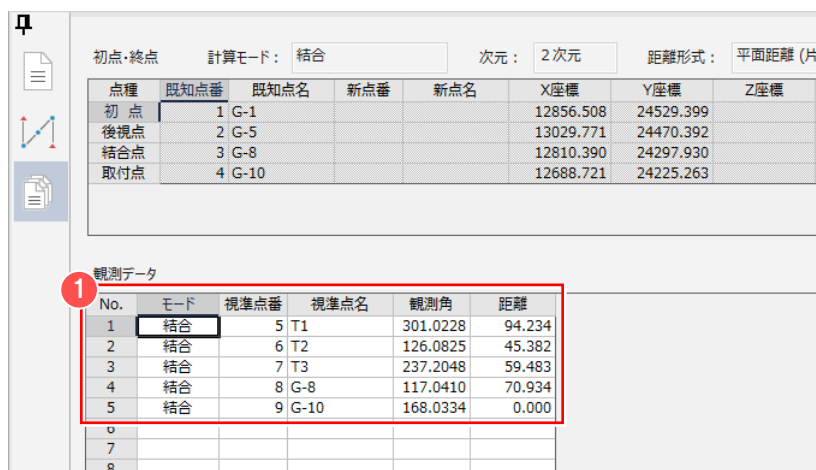 初点・終点 計算モード： 結合 次元： 2次元 距離形式： 平面距離 (片
点種 既知点番 既知点名 新点番 新点名 X座標 Y座標 Z座標
初 点 1 G-1 12856.508 24529.399
後視点 2 G-5 13029.771 24470.392
結合点 3 G-8 12810.390 24297.930
取付点 4 G-10 12688.721 24225.263
観測データ
1
No. モード 視準点番 視準点名 観測角 距離
1 結合 5 T1 301.0228 94.234
2 結合 6 T2 126.0825 45.382
3 結合 7 T3 237.2048 59.483
4 結合 8 G-8 117.0410 70.934
5 結合 9 G-10 168.0334 0.000
6
7
8